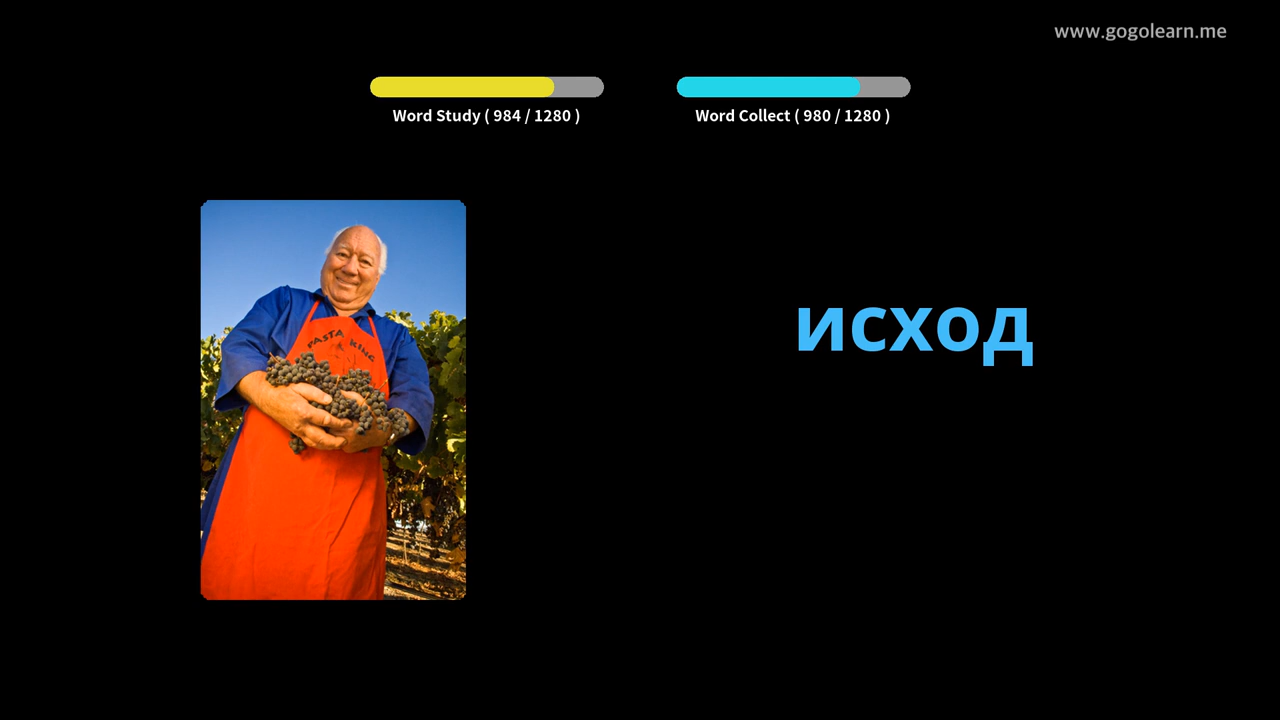 www.gogolearn.me
Word Study ( 984 / 1280 )
Word Collect ( 980 / 1280 )
PASTA KING
исход